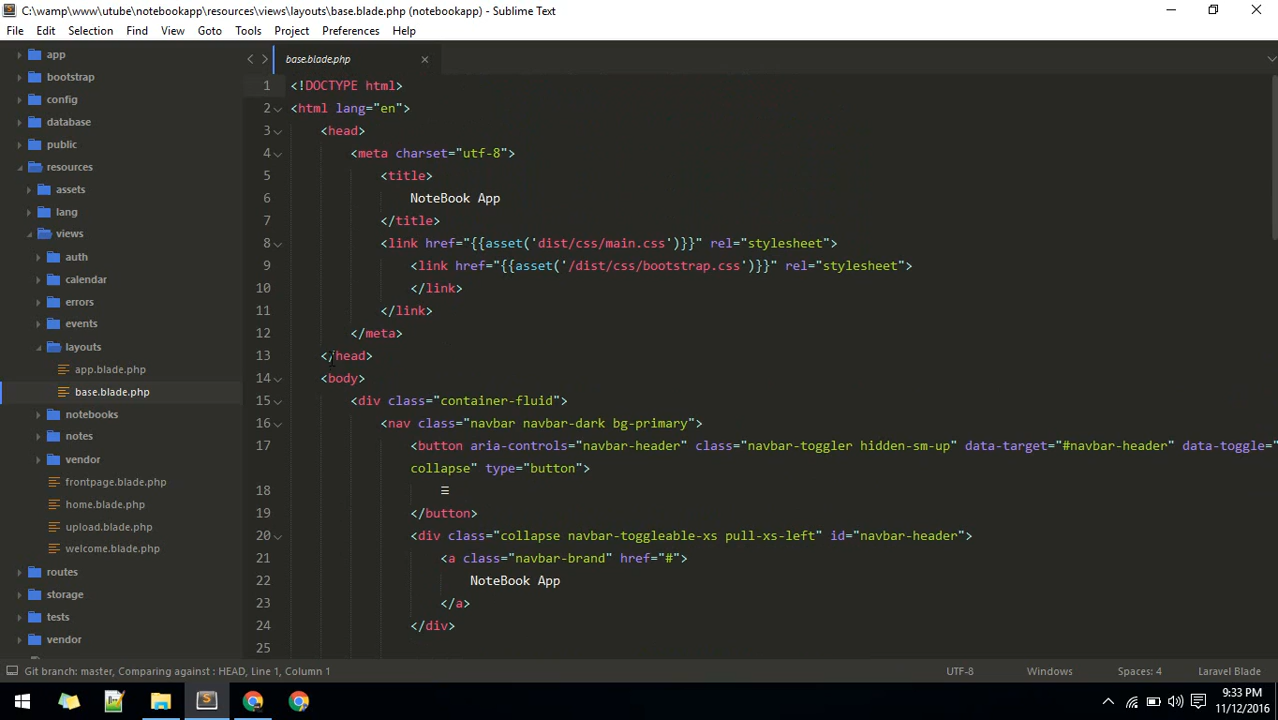 C:\wamp\www\utube\notebookapp\resources\views\layouts\base.blade.php (notebookapp) - Sublime Text
File Edit Selection Find View Goto Tools Project Preferences Help
app
bootstrap
config
database
public
resources
assets
lang
views
auth
calendar
errors
events
layouts
app.blade.php
base.blade.php
notebooks
notes
vendor
frontpage.blade.php
home.blade.php
upload.blade.php
welcome.blade.php
routes
storage
tests
vendor
base.blade.php
1 <!DOCTYPE html>
2 <html lang="en">
3 <head>
4 <meta charset="utf-8">
5 <title>
6 NoteBook App
7 </title>
8 <link href="{{asset('dist/css/main.css')}}" rel="stylesheet">
9 <link href="{{asset('/dist/css/bootstrap.css')}}" rel="stylesheet">
10 </link>
11 </link>
12 </meta>
13 </head>
14 <body>
15 <div class="container-fluid">
16 <nav class="navbar navbar-dark bg-primary">
17 <button aria-controls="navbar-header" class="navbar-toggler hidden-sm-up" data-target="#navbar-header" data-toggle="
collapse" type="button">
18 ☰
19 </button>
20 <div class="collapse navbar-toggleable-xs pull-xs-left" id="navbar-header">
21 <a class="navbar-brand" href="#">
22 NoteBook App
23 </a>
24 </div>
25
Git branch: master, Comparing against : HEAD, Line 1, Column 1 UTF-8 Windows Spaces: 4 Laravel Blade
9:33 PM
11/12/2016